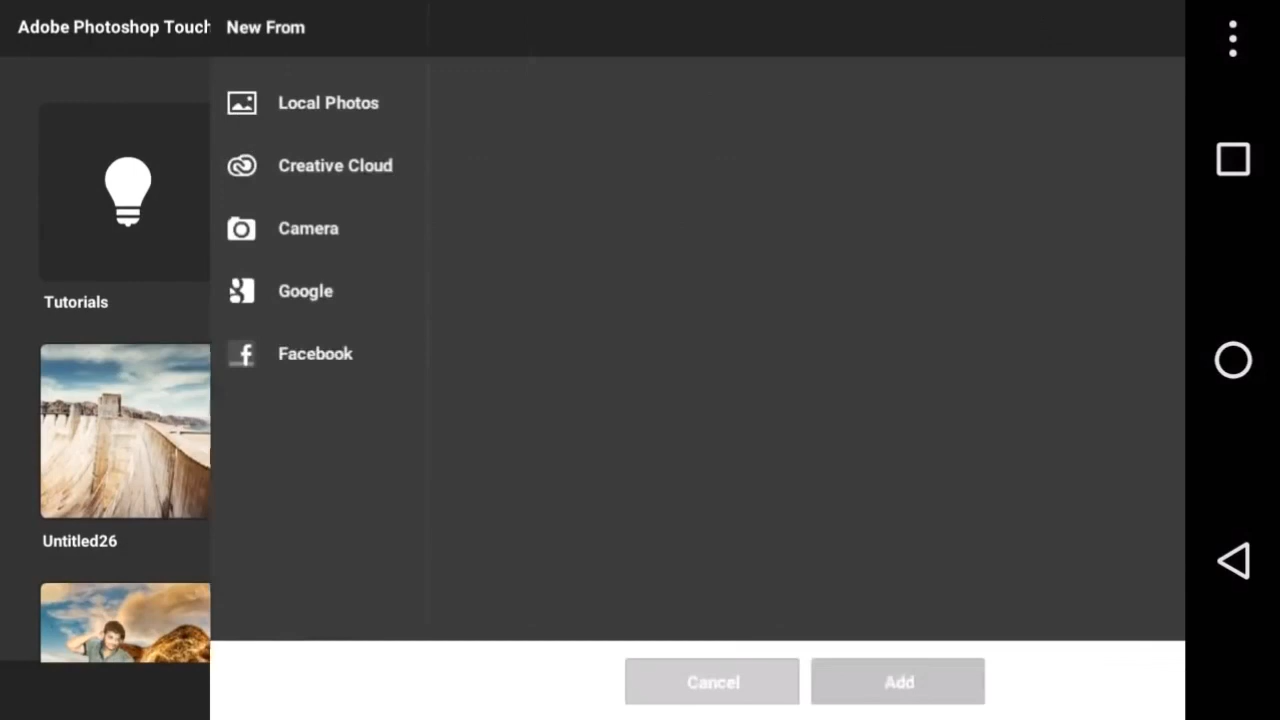 Adobe Photoshop Touch
New From
Local Photos
Creative Cloud
Camera
Google
Facebook
Tutorials
Untitled26
Cancel
Add